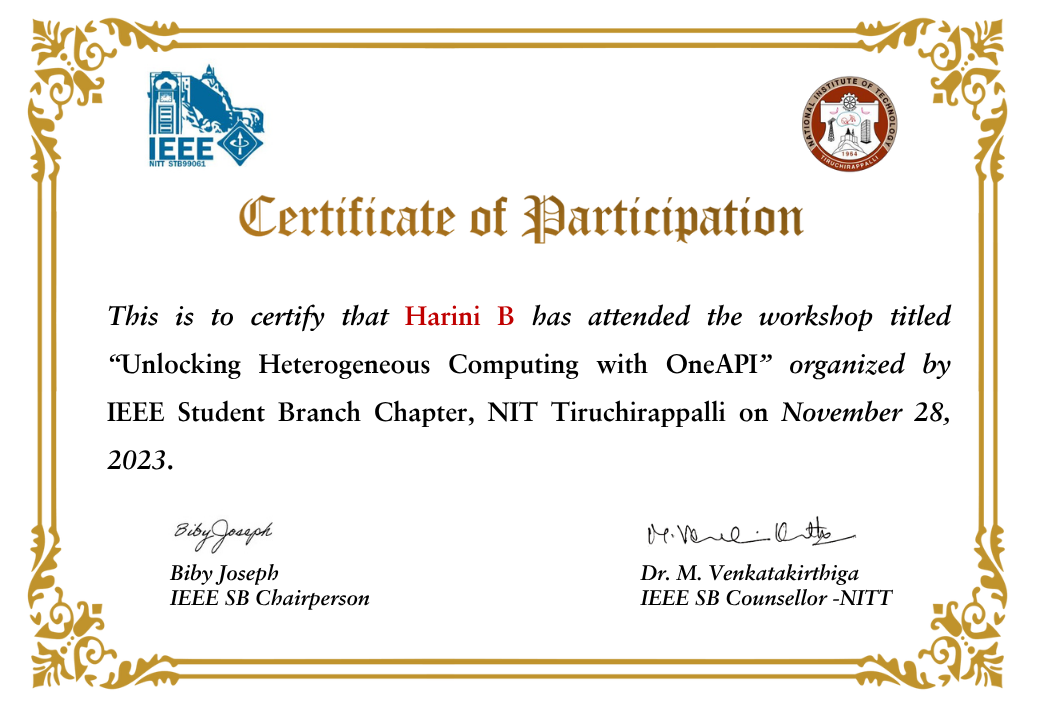 IEEE
NITT STB99061
NATIONAL INSTITUTE OF TECHNOLOGY
1964
TIRUCHIRAPPALLI
Certificate of Participation
This is to certify that Harini B has attended the workshop titled
“Unlocking Heterogeneous Computing with OneAPI” organized by
IEEE Student Branch Chapter, NIT Tiruchirappalli on November 28,
2023.
Biby Joseph
Biby Joseph
IEEE SB Chairperson
Dr. M. Venkatakirthiga
IEEE SB Counsellor -NITT